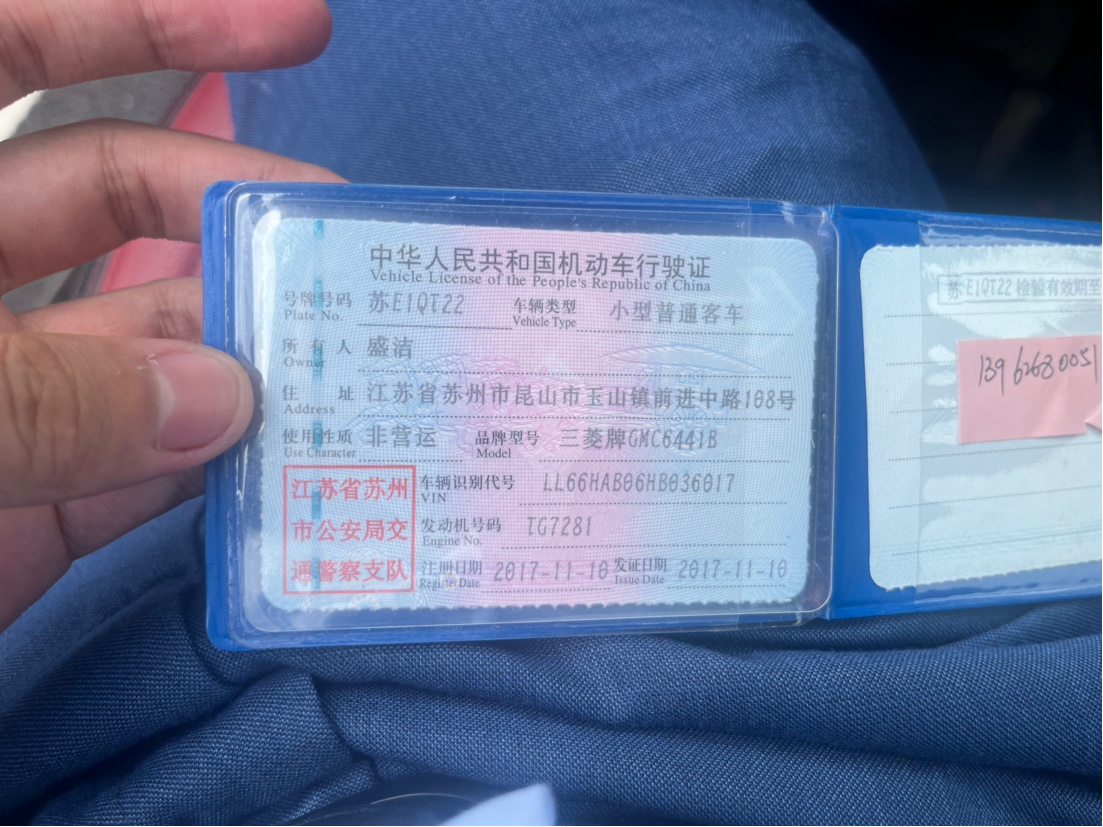 中华人民共和国机动车行驶证
Vehicle License of the People's Republic of China
号牌号码 苏E1QT22 车辆类型 小型普通客车
Plate No. Vehicle Type
所有人 盛洁
Owner
住址 江苏省苏州市昆山市玉山镇前进中路108号
Address
使用性质 非营运 品牌型号 三菱牌GMC6441B
Use Character Model
江苏省苏州
市公安局交
通警察支队
车辆识别代号 LL66HAB06HB036017
VIN
发动机号码 TG7281
Engine No.
注册日期 2017-11-10 发证日期 2017-11-10
Register Date Issue Date
苏E1QT22 检验有效期至
13962680051